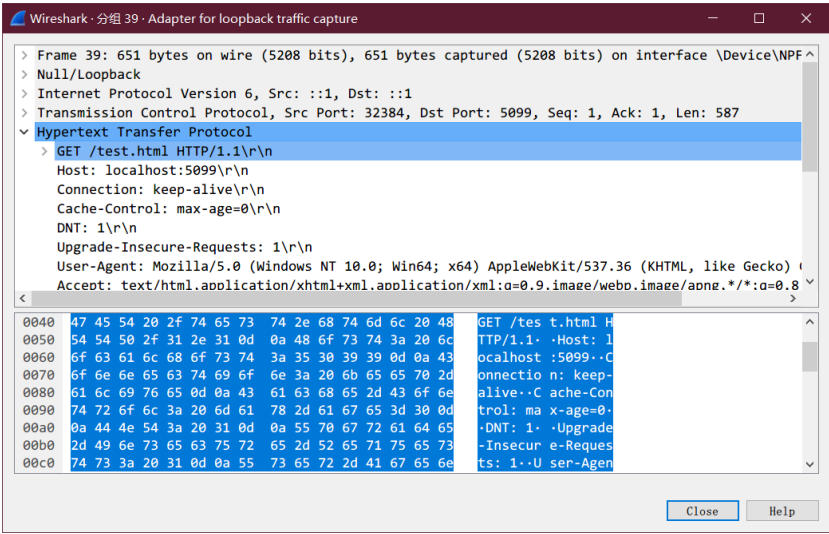 Wireshark · 分组 39 · Adapter for loopback traffic capture
Frame 39: 651 bytes on wire (5208 bits), 651 bytes captured (5208 bits) on interface \Device\NPF
Null/Loopback
Internet Protocol Version 6, Src: ::1, Dst: ::1
Transmission Control Protocol, Src Port: 32384, Dst Port: 5099, Seq: 1, Ack: 1, Len: 587
Hypertext Transfer Protocol
GET /test.html HTTP/1.1\r\n
Host: localhost:5099\r\n
Connection: keep-alive\r\n
Cache-Control: max-age=0\r\n
DNT: 1\r\n
Upgrade-Insecure-Requests: 1\r\n
User-Agent: Mozilla/5.0 (Windows NT 10.0; Win64; x64) AppleWebKit/537.36 (KHTML, like Gecko)
Accept: text/html,application/xhtml+xml,application/xml;q=0.9,image/webp,image/apng,*/*;q=0.8
0040 47 45 54 20 2f 74 65 73 74 2e 68 74 6d 6c 20 48 GET /tes t.html H
0050 54 54 50 2f 31 2e 31 0d 0a 48 6f 73 74 3a 20 6c TTP/1.1· ·Host: l
0060 6f 63 61 6c 68 6f 73 74 3a 35 30 39 39 0d 0a 43 ocalhost :5099··C
0070 6f 6e 6e 65 63 74 69 6f 6e 3a 20 6b 65 65 70 2d onnectio n: keep-
0080 61 6c 69 76 65 0d 0a 43 61 63 68 65 2d 43 6f 6e alive··C ache-Con
0090 74 72 6f 6c 3a 20 6d 61 78 2d 61 67 65 3d 30 0d trol: ma x-age=0·
00a0 0a 44 4e 54 3a 20 31 0d 0a 55 70 67 72 61 64 65 ·DNT: 1· ·Upgrade
00b0 2d 49 6e 73 65 63 75 72 65 2d 52 65 71 75 65 73 -Insecur e-Reques
00c0 74 73 3a 20 31 0d 0a 55 73 65 72 2d 41 67 65 6e ts: 1··U ser-Agen
Close Help